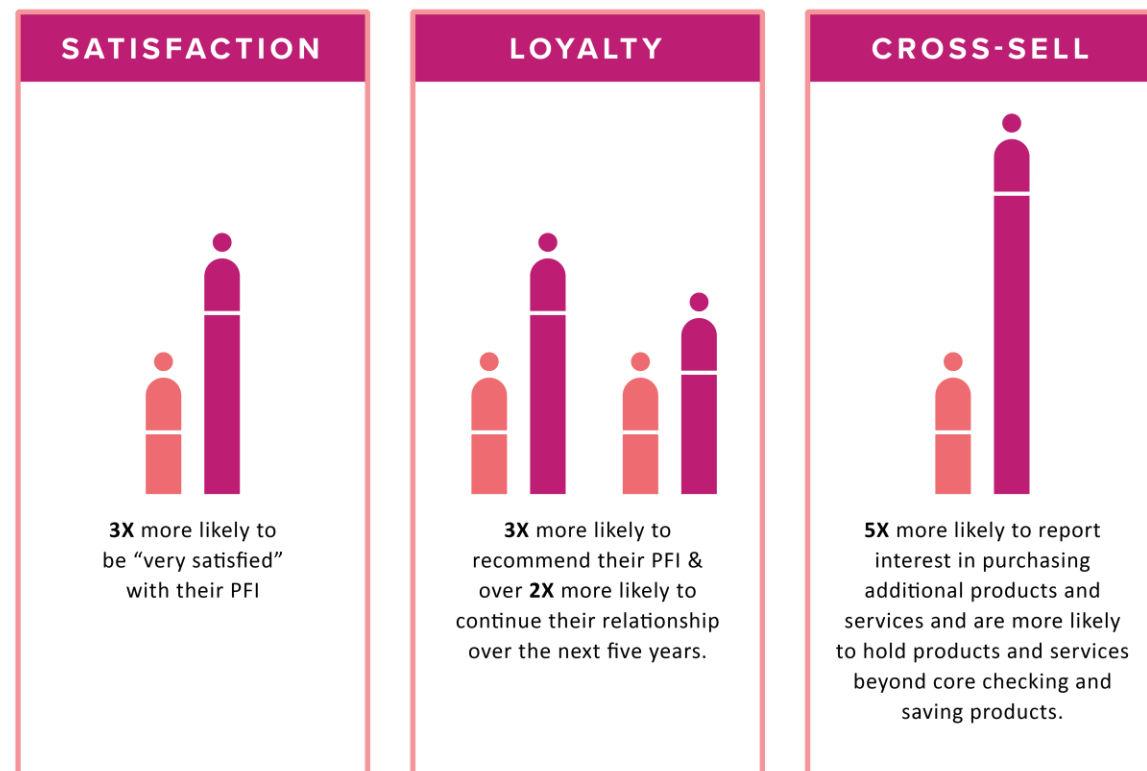 SATISFACTION
3X more likely to
be “very satisfied”
with their PFI
LOYALTY
3X more likely to
recommend their PFI &
over 2X more likely to
continue their relationship
over the next five years.
CROSS-SELL
5X more likely to report
interest in purchasing
additional products and
services and are more likely
to hold products and services
beyond core checking and
saving products.